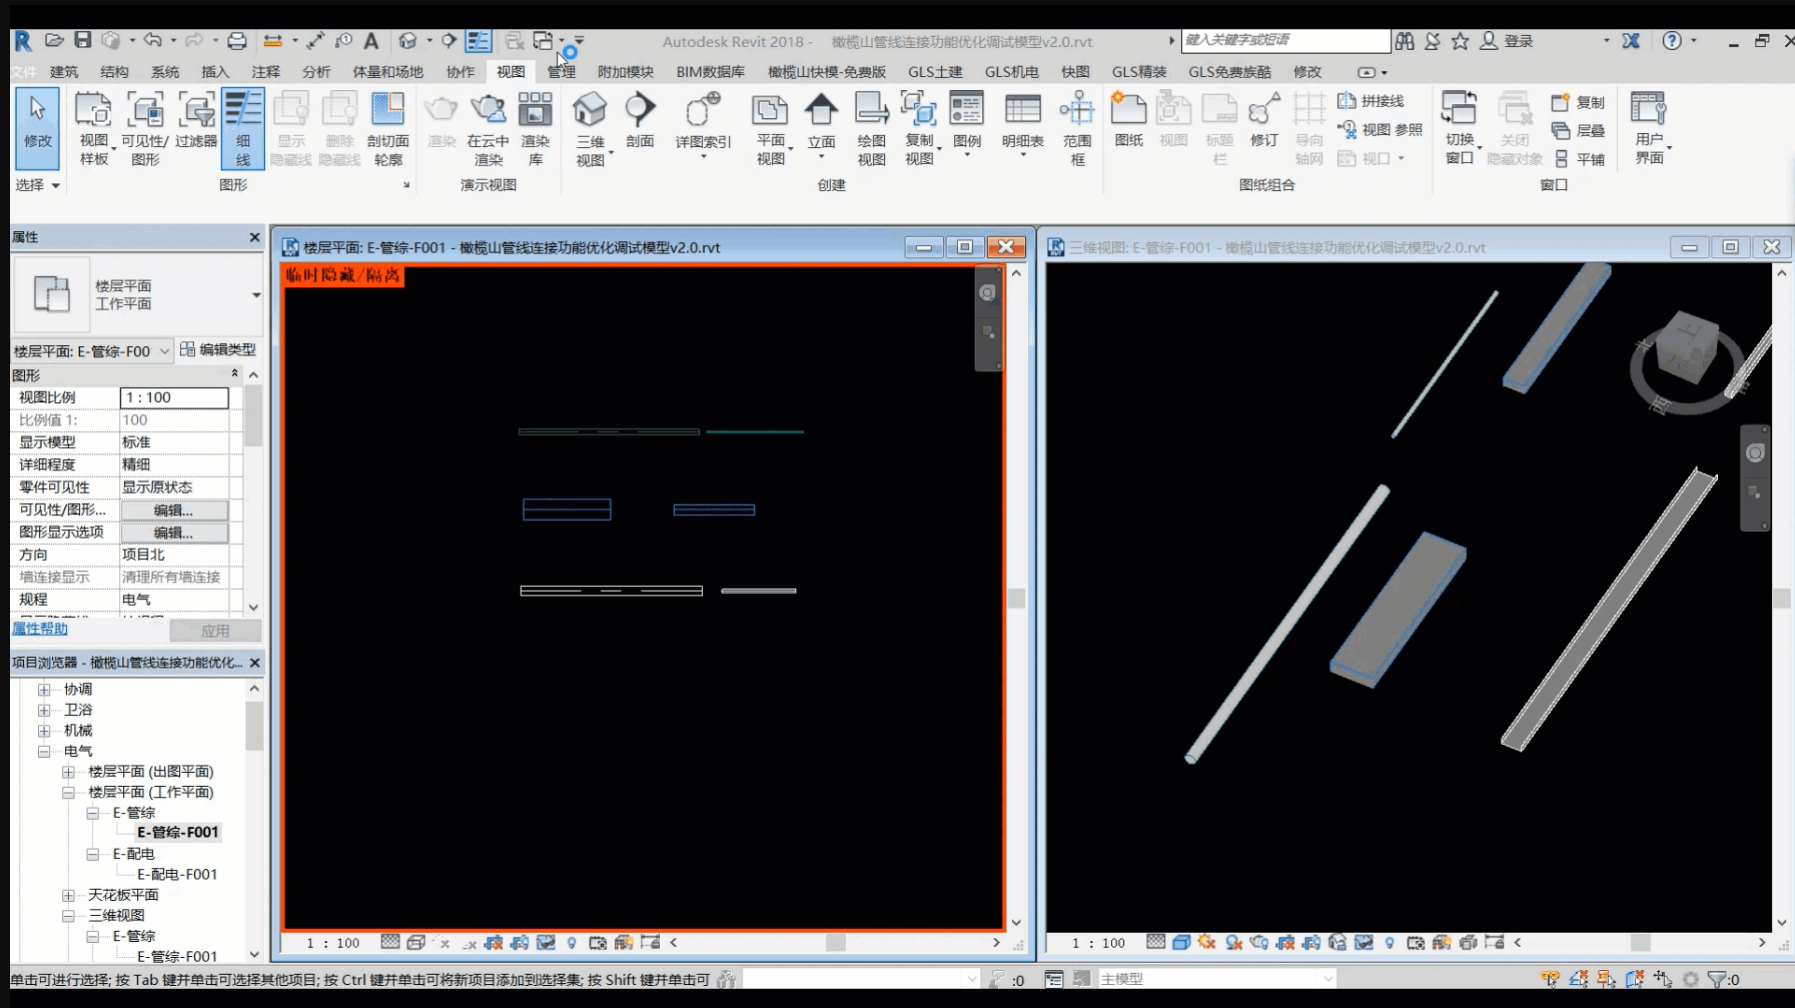 Autodesk Revit 2018 - 橄榄山管线连接功能优化调试模型v2.0.rvt
键入关键字或短语
登录
文件 建筑 结构 系统 插入 注释 分析 体量和场地 协作 视图 管理 附加模块 BIM数据库 橄榄山快模-免费版 GLS土建 GLS机电 快图 GLS精装 GLS免费族酷 修改
修改
视图
样板
可见性/
图形
过滤器
细
线
显示
隐藏线
删除
隐藏线
剖切面
轮廓
渲染
在云中
渲染
渲染
库
三维
视图
剖面
详图索引
平面
视图
立面
绘图
视图
复制
视图
图例
明细表
范围
框
图纸
视图
标题
栏
修订
导向
轴网
拼接线
视图 参照
视口
切换
窗口
关闭
隐藏对象
复制
层叠
平铺
用户
界面
选择 图形 演示视图 创建 图纸组合 窗口
属性
楼层平面
工作平面
楼层平面: E-管综-F00 编辑类型
图形
视图比例 1 : 100
比例值 1: 100
显示模型 标准
详细程度 精细
零件可见性 显示原状态
可见性/图形... 编辑...
图形显示选项 编辑...
方向 项目北
墙连接显示 清理所有墙连接
规程 电气
属性帮助 应用
项目浏览器 - 橄榄山管线连接功能优化...
协调
卫浴
机械
电气
楼层平面 (出图平面)
楼层平面 (工作平面)
E-管综
E-管综-F001
E-配电
E-配电-F001
天花板平面
三维视图
E-管综
E-管综-F001
楼层平面: E-管综-F001 - 橄榄山管线连接功能优化调试模型v2.0.rvt
临时隐藏/隔离
1 : 100
三维视图: E-管综-F001 - 橄榄山管线连接功能优化调试模型v2.0.rvt
北
西
南
1 : 100
单击可进行选择; 按 Tab 键并单击可选择其他项目; 按 Ctrl 键并单击可将新项目添加到选择集; 按 Shift 键并单击可
:0
主模型
:0